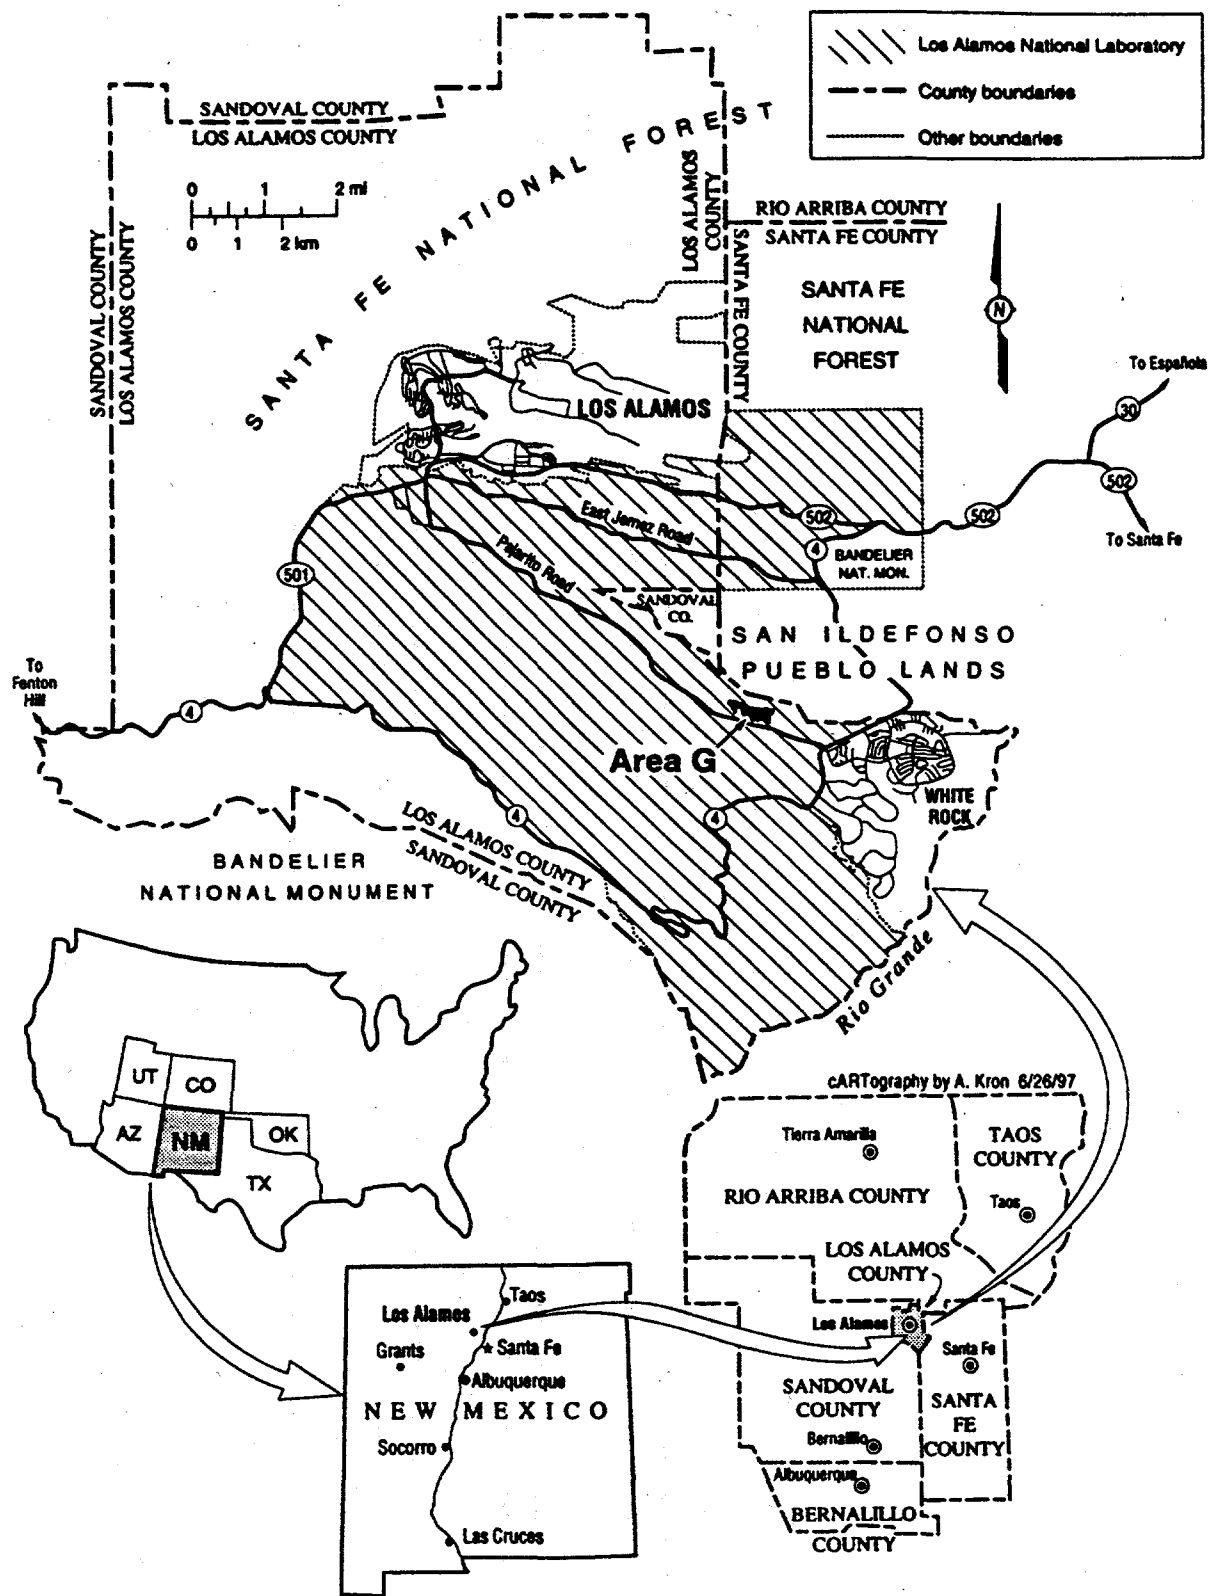 Los Alamos National Laboratory
County boundaries
Other boundaries
SANDOVAL COUNTY
LOS ALAMOS COUNTY
0 1 2 mi
0 1 2 km
SANTA FE NATIONAL FOREST
SANDOVAL COUNTY
LOS ALAMOS COUNTY
LOS ALAMOS
COUNTY
SANTA FE COUNTY
RIO ARRIBA COUNTY
SANTA FE COUNTY
SANTA FE
NATIONAL
FOREST
N
To Española
30
502
To Santa Fe
502
502
4
LOS ALAMOS
East Jemez Road
Pajarito Road
BANDELIER
NAT. MON.
501
SANDOVAL
CO.
SAN ILDEFONSO
PUEBLO LANDS
To
Fenton
Hill
4
Area G
WHITE
ROCK
4
4
LOS ALAMOS COUNTY
SANDOVAL COUNTY
BANDELIER
NATIONAL MONUMENT
Rio Grande
cARTography by A. Kron 6/26/97
UT
CO
AZ
NM
OK
TX
Tierra Amarilla
TAOS
COUNTY
RIO ARRIBA COUNTY
Taos
LOS ALAMOS
COUNTY
Los Alamos
Santa Fe
SANDOVAL
COUNTY
SANTA
FE
COUNTY
Bernalillo
Albuquerque
BERNALILLO
COUNTY
Taos
Los Alamos
Grants
Santa Fe
Albuquerque
NEW MEXICO
Socorro
Las Cruces